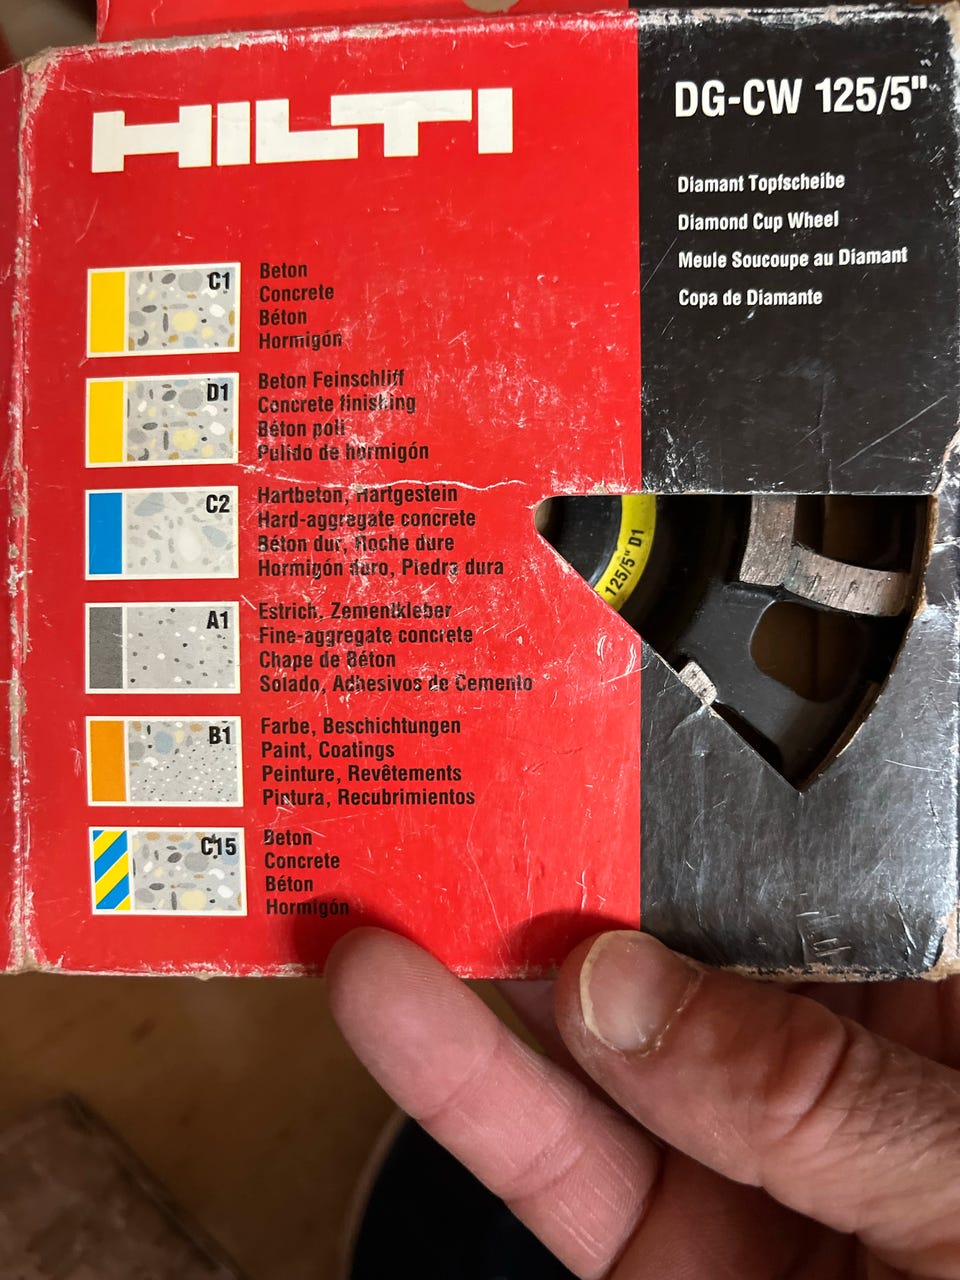 HILTI
DG-CW 125/5"
Diamant Topfscheibe
Diamond Cup Wheel
Meule Soucoupe au Diamant
Copa de Diamante
C1
Beton
Concrete
Béton
Hormigón
D1
Beton Feinschliff
Concrete finishing
Béton poli
Pulido de hormigón
C2
Hartbeton, Hartgestein
Hard-aggregate concrete
Béton dur, Roche dure
Hormigón duro, Piedra dura
A1
Estrich, Zementkleber
Fine-aggregate concrete
Chape de Béton
Solado, Adhesivos de Cemento
B1
Farbe, Beschichtungen
Paint, Coatings
Peinture, Revêtements
Pintura, Recubrimientos
C15
Beton
Concrete
Béton
Hormigón
125/5" D1